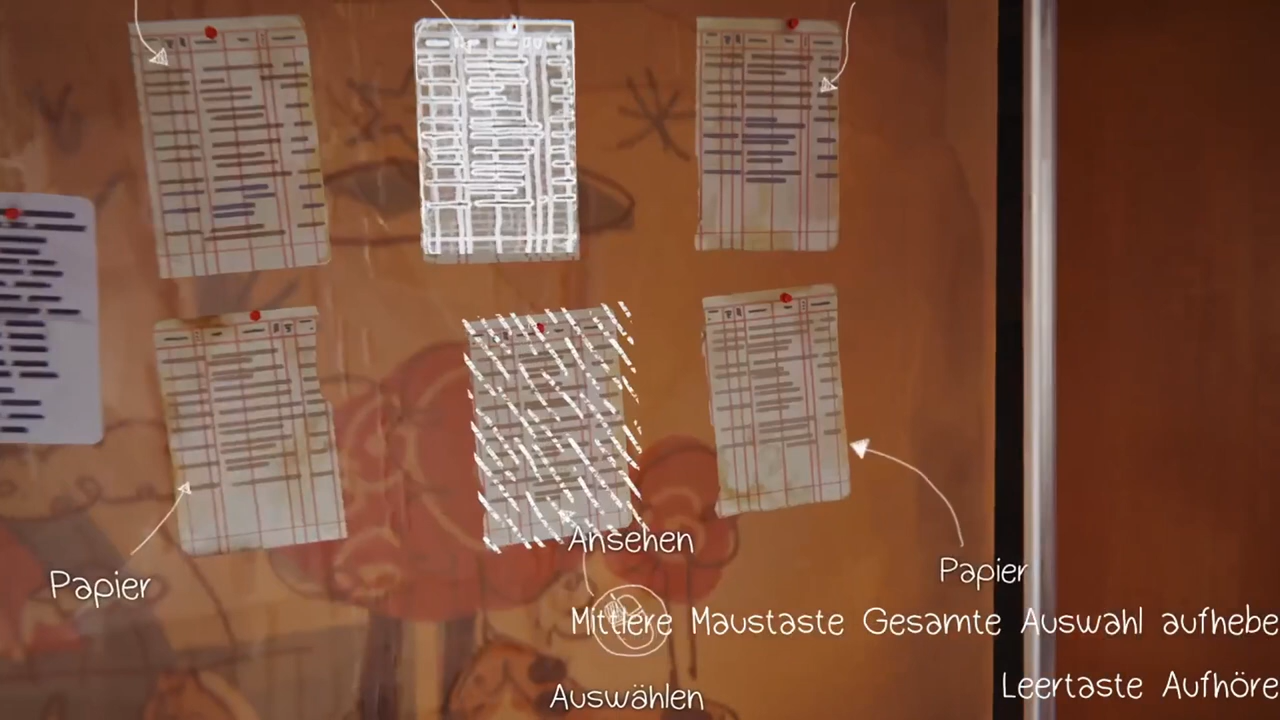 Ansehen
Papier
Papier
Mittlere Maustaste Gesamte Auswahl aufhebe
Leertaste Aufhöre
Auswählen